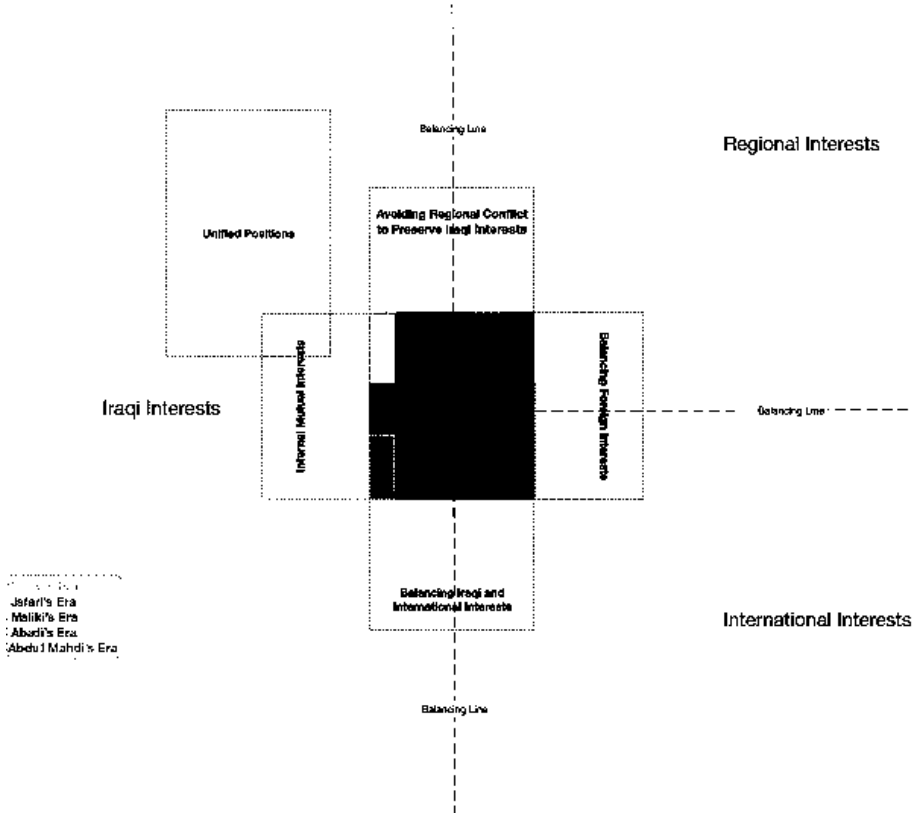 Balancing Line
Regional Interests
Avoiding Regional Conflict
to Preserve Iraqi Interests
Unified Positions
Internal Mutual Interests
Balancing Foreign Interests
Iraqi Interests
Balancing Line
Balancing Iraqi and
International Interests
Jafari's Era
Maliki's Era
Abadi's Era
Abdul Mahdi's Era
International Interests
Balancing Line